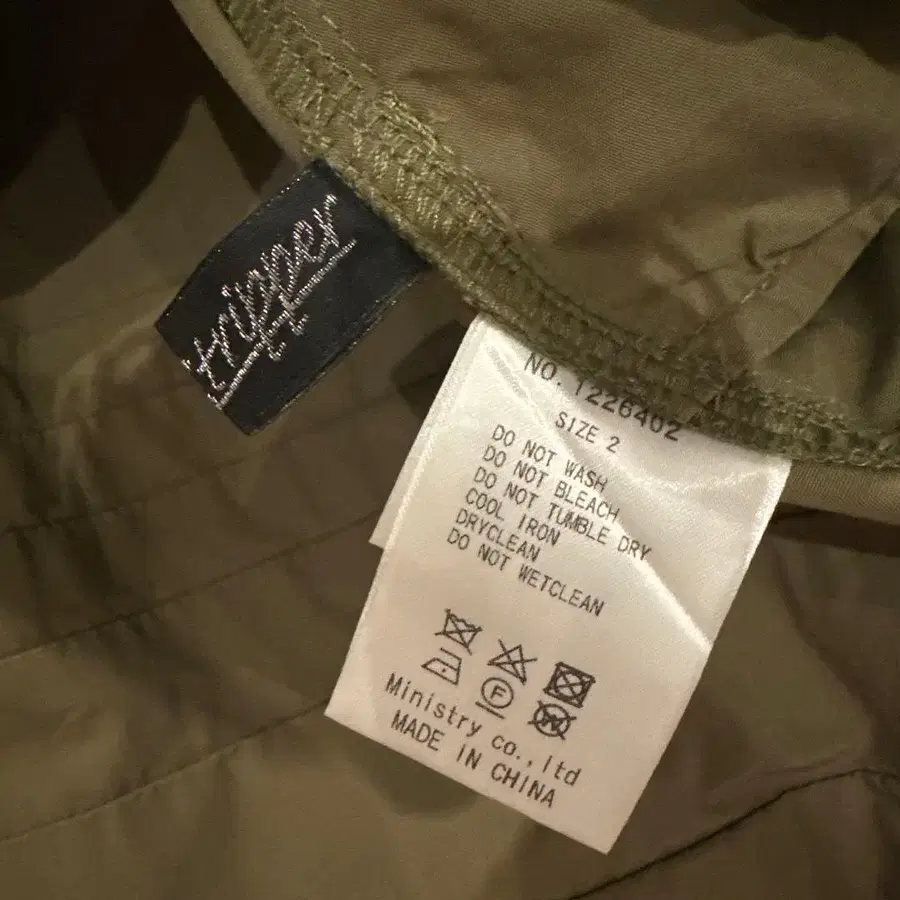 tripper
NO. 1226402
SIZE 2
DO NOT WASH
DO NOT BLEACH
DO NOT TUMBLE DRY
COOL IRON
DRYCLEAN
DO NOT WETCLEAN
F
W
Ministry co., ltd
MADE IN CHINA